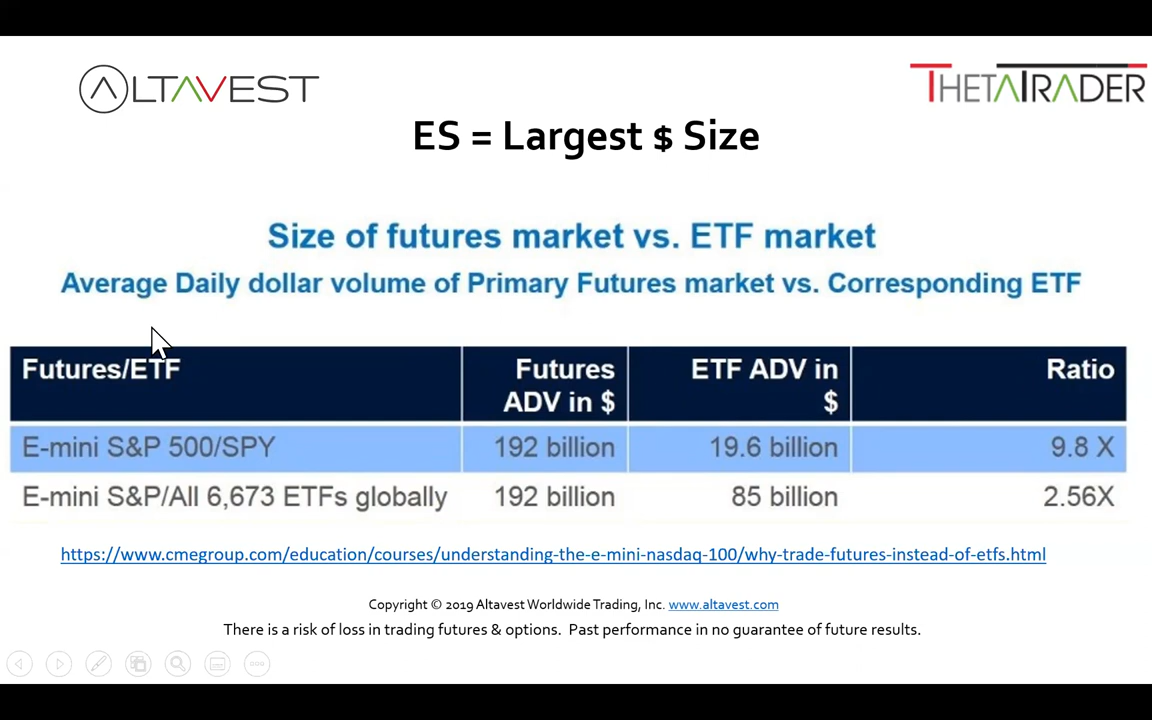 ALTAVEST
THETATRADER
ES = Largest $ Size
Size of futures market vs. ETF market
Average Daily dollar volume of Primary Futures market vs. Corresponding ETF
Futures/ETF Futures ADV in $ ETF ADV in $ Ratio
E-mini S&P 500/SPY 192 billion 19.6 billion 9.8 X
E-mini S&P/All 6,673 ETFs globally 192 billion 85 billion 2.56X
https://www.cmegroup.com/education/courses/understanding-the-e-mini-nasdaq-100/why-trade-futures-instead-of-etfs.html
Copyright © 2019 Altavest Worldwide Trading, Inc. www.altavest.com
There is a risk of loss in trading futures & options. Past performance in no guarantee of future results.